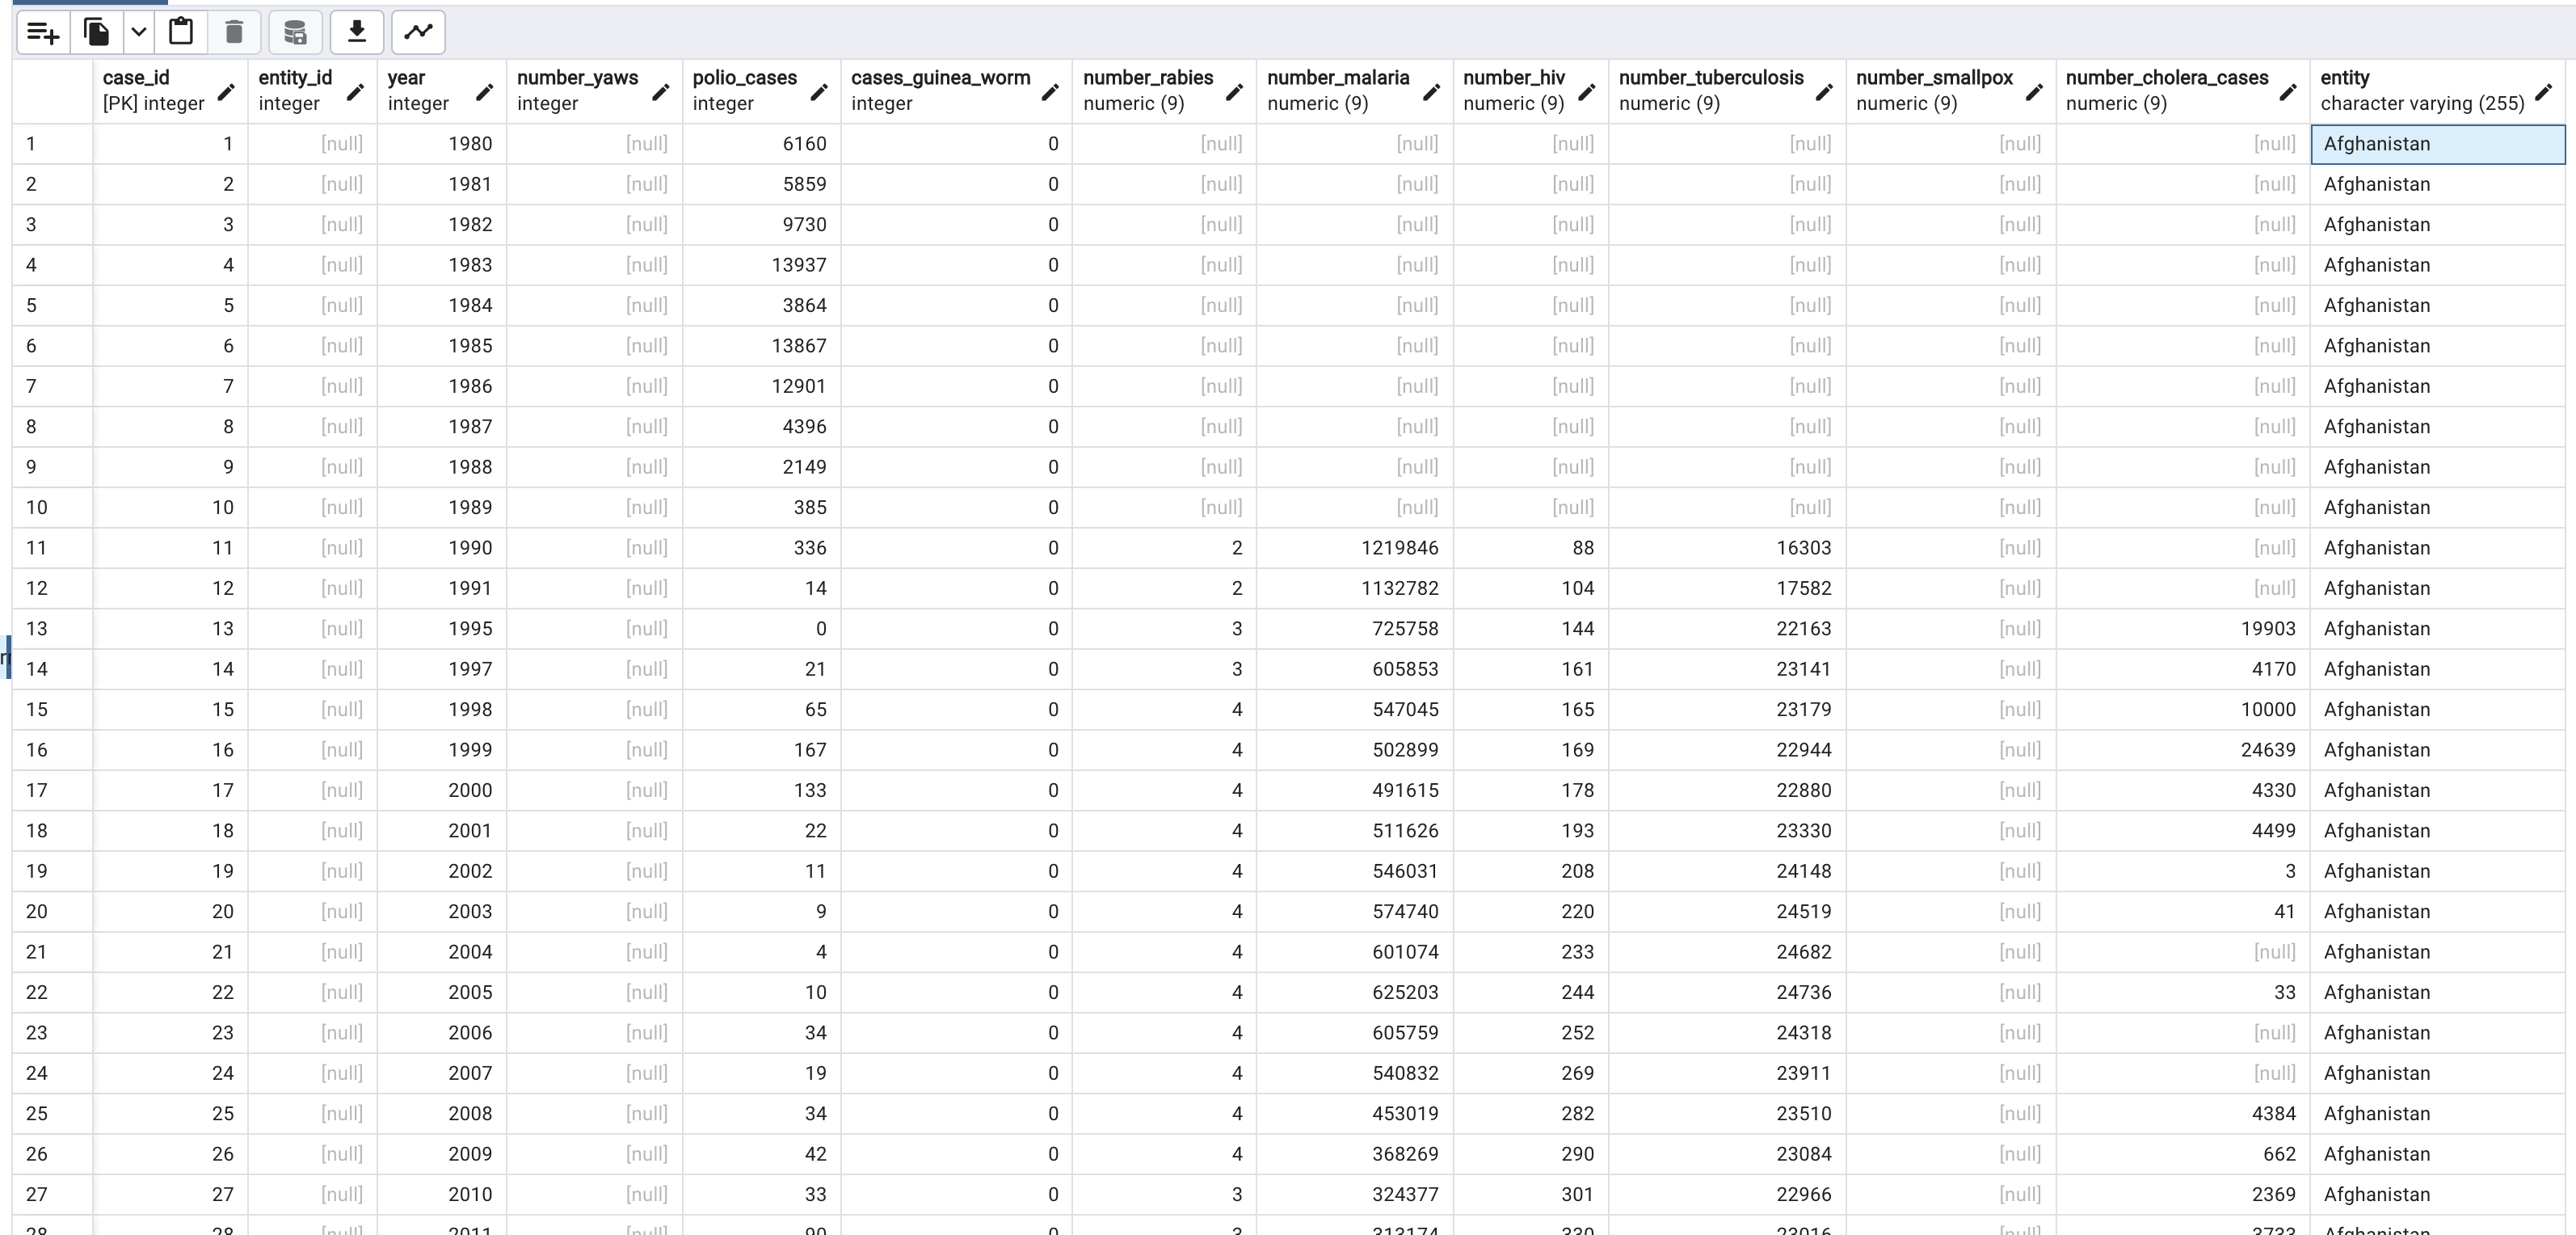 case_id entity_id year number_yaws polio_cases cases_guinea_worm number_rabies number_malaria number_hiv number_tuberculosis number_smallpox number_cholera_cases entity
[PK] integer integer integer integer integer integer numeric (9) numeric (9) numeric (9) numeric (9) numeric (9) numeric (9) character varying (255)
1 1 [null] 1980 [null] 6160 0 [null] [null] [null] [null] [null] [null] Afghanistan
2 2 [null] 1981 [null] 5859 0 [null] [null] [null] [null] [null] [null] Afghanistan
3 3 [null] 1982 [null] 9730 0 [null] [null] [null] [null] [null] [null] Afghanistan
4 4 [null] 1983 [null] 13937 0 [null] [null] [null] [null] [null] [null] Afghanistan
5 5 [null] 1984 [null] 3864 0 [null] [null] [null] [null] [null] [null] Afghanistan
6 6 [null] 1985 [null] 13867 0 [null] [null] [null] [null] [null] [null] Afghanistan
7 7 [null] 1986 [null] 12901 0 [null] [null] [null] [null] [null] [null] Afghanistan
8 8 [null] 1987 [null] 4396 0 [null] [null] [null] [null] [null] [null] Afghanistan
9 9 [null] 1988 [null] 2149 0 [null] [null] [null] [null] [null] [null] Afghanistan
10 10 [null] 1989 [null] 385 0 [null] [null] [null] [null] [null] [null] Afghanistan
11 11 [null] 1990 [null] 336 0 2 1219846 88 16303 [null] [null] Afghanistan
12 12 [null] 1991 [null] 14 0 2 1132782 104 17582 [null] [null] Afghanistan
13 13 [null] 1995 [null] 0 0 3 725758 144 22163 [null] 19903 Afghanistan
14 14 [null] 1997 [null] 21 0 3 605853 161 23141 [null] 4170 Afghanistan
15 15 [null] 1998 [null] 65 0 4 547045 165 23179 [null] 10000 Afghanistan
16 16 [null] 1999 [null] 167 0 4 502899 169 22944 [null] 24639 Afghanistan
17 17 [null] 2000 [null] 133 0 4 491615 178 22880 [null] 4330 Afghanistan
18 18 [null] 2001 [null] 22 0 4 511626 193 23330 [null] 4499 Afghanistan
19 19 [null] 2002 [null] 11 0 4 546031 208 24148 [null] 3 Afghanistan
20 20 [null] 2003 [null] 9 0 4 574740 220 24519 [null] 41 Afghanistan
21 21 [null] 2004 [null] 4 0 4 601074 233 24682 [null] [null] Afghanistan
22 22 [null] 2005 [null] 10 0 4 625203 244 24736 [null] 33 Afghanistan
23 23 [null] 2006 [null] 34 0 4 605759 252 24318 [null] [null] Afghanistan
24 24 [null] 2007 [null] 19 0 4 540832 269 23911 [null] [null] Afghanistan
25 25 [null] 2008 [null] 34 0 4 453019 282 23510 [null] 4384 Afghanistan
26 26 [null] 2009 [null] 42 0 4 368269 290 23084 [null] 662 Afghanistan
27 27 [null] 2010 [null] 33 0 3 324377 301 22966 [null] 2369 Afghanistan
28 28 [null] 2011 [null] 0 [null] Afghanistan